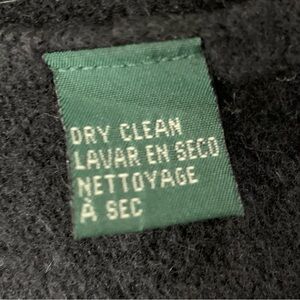 DRY CLEAN
LAVAR EN SECO
NETTOYAGE
À SEC